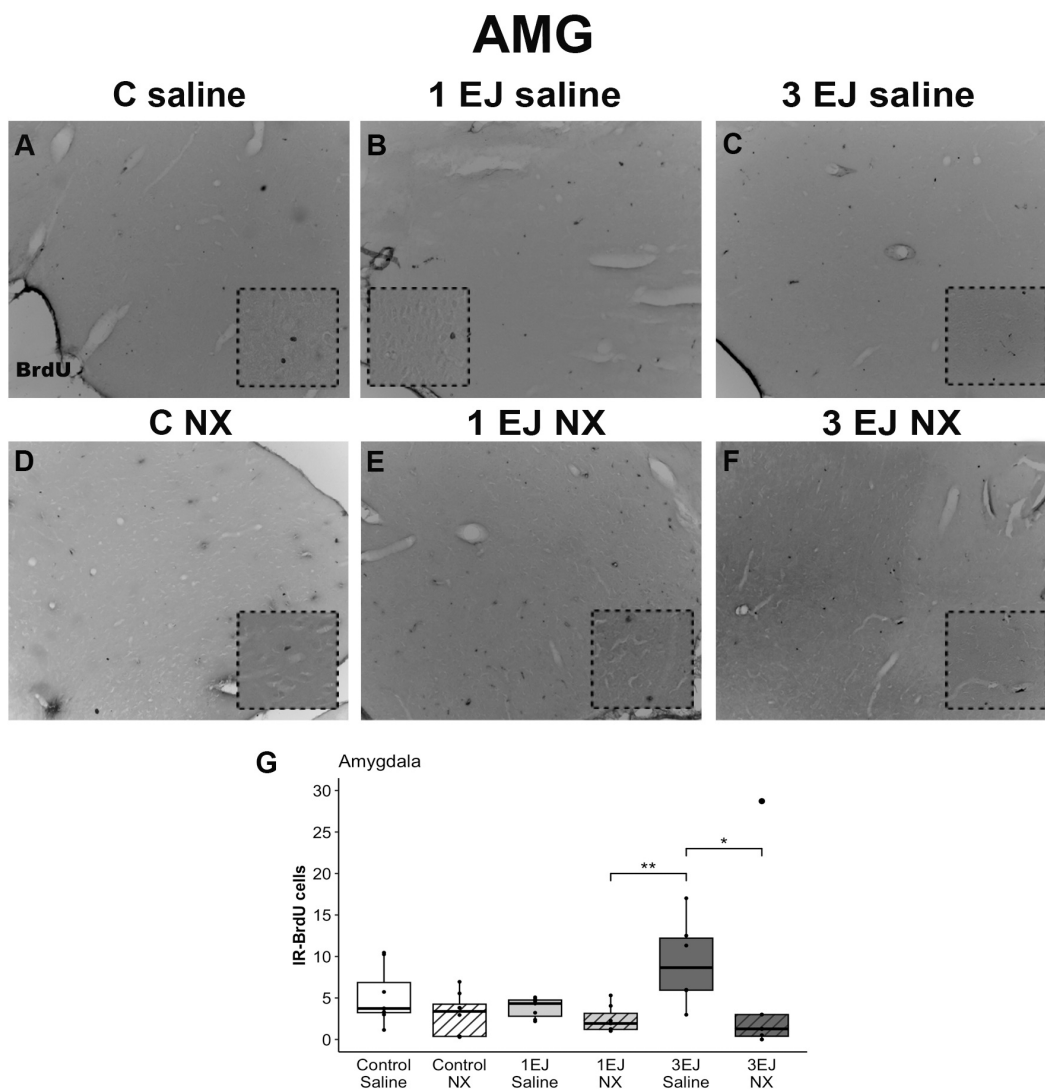 AMG
C saline 1 EJ saline 3 EJ saline
A B C
BrdU
C NX 1 EJ NX 3 EJ NX
D E F
G Amygdala
IR-BrdU cells
30
25
20
15
10
5
0
** *
Control Saline
Control NX
1EJ Saline
1EJ NX
3EJ Saline
3EJ NX